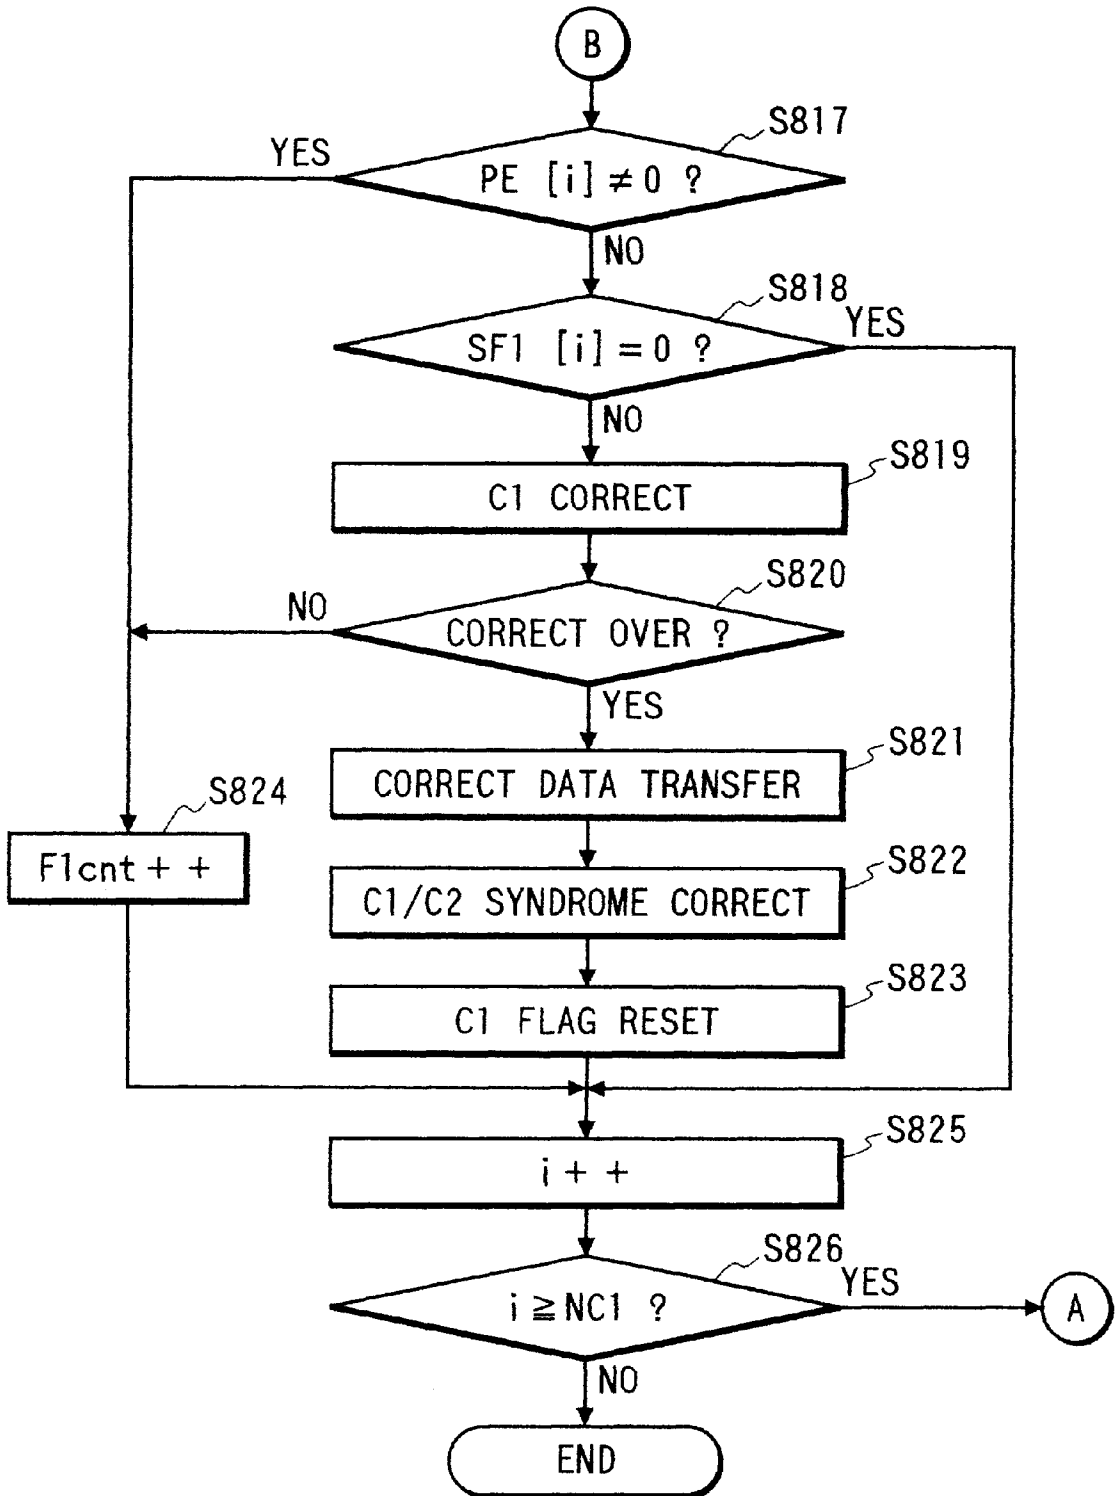 B
S817
YES
PE [i]≠0 ?
NO
S818
YES
SF1 [i]=0 ?
NO
S819
C1 CORRECT
S820
NO
CORRECT OVER ?
YES
S821
CORRECT DATA TRANSFER
S824
F1cnt++
S822
C1/C2 SYNDROME CORRECT
S823
C1 FLAG RESET
S825
i++
S826
YES
i≧NC1 ?
A
NO
END